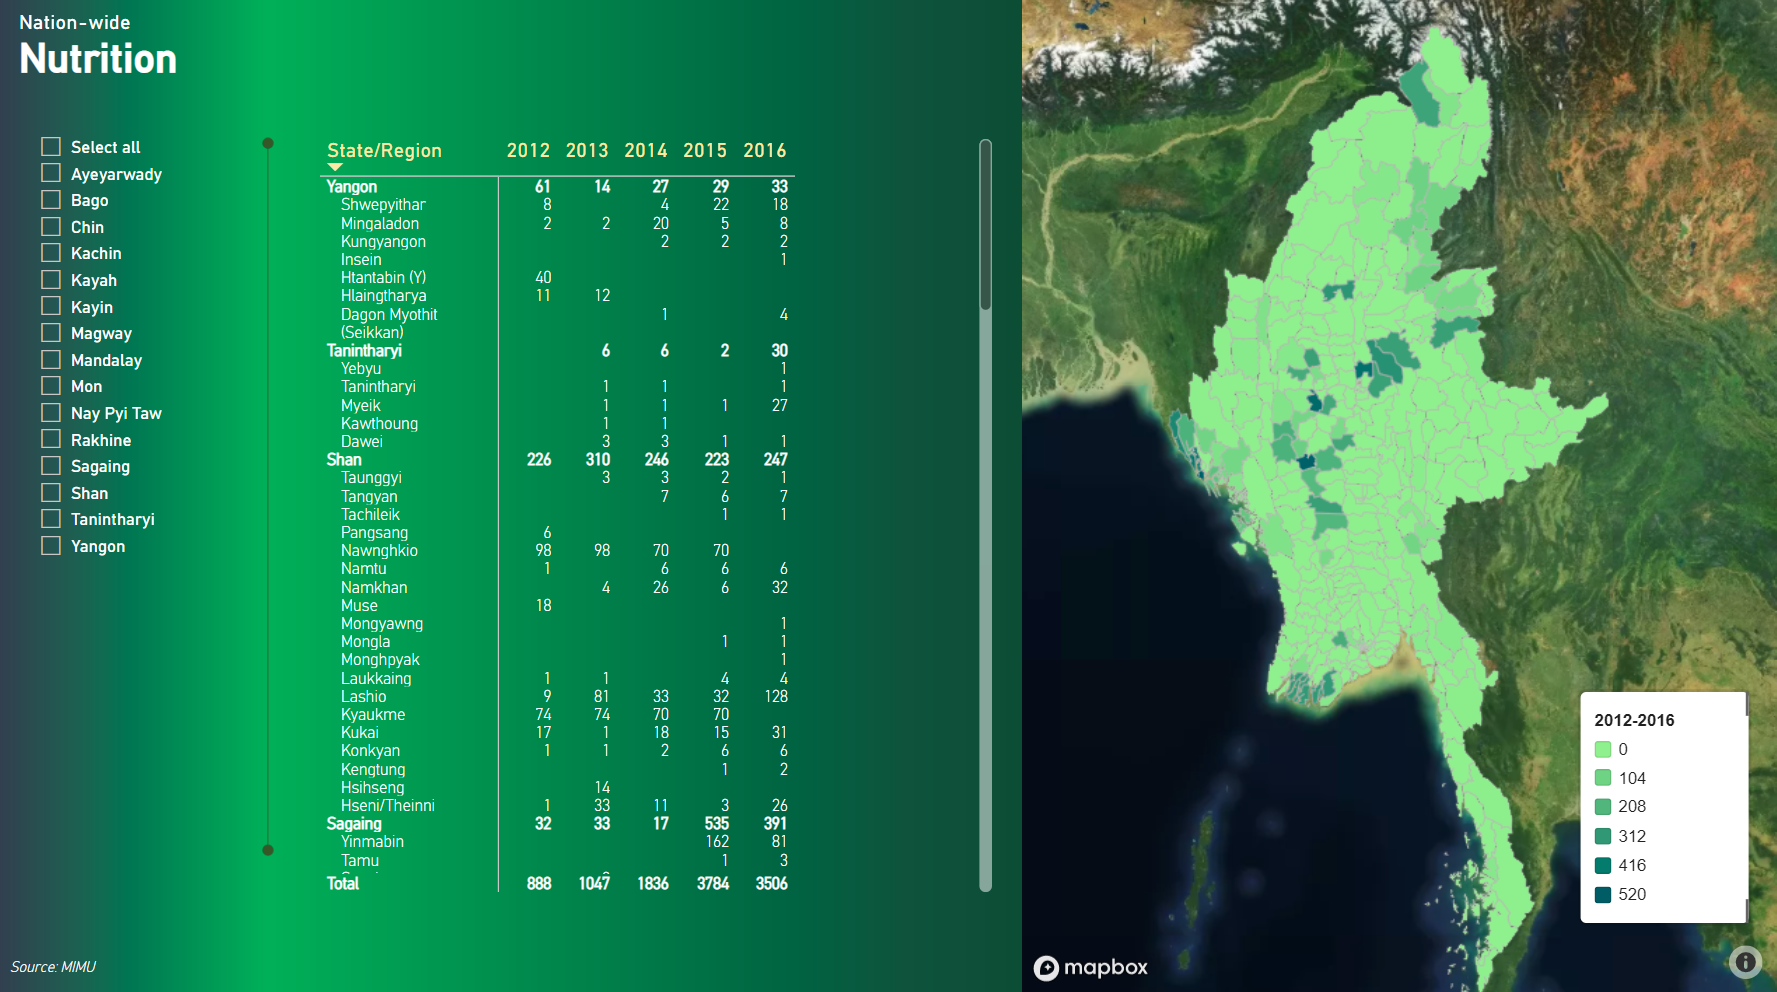 Nation-wide
Nutrition
Select all
Ayeyarwady
Bago
Chin
Kachin
Kayah
Kayin
Magway
Mandalay
Mon
Nay Pyi Taw
Rakhine
Sagaing
Shan
Tanintharyi
Yangon
State/Region 2012 2013 2014 2015 2016
Yangon 61 14 27 29 33
Shwepyithar 8 4 22 18
Mingaladon 2 2 20 5 8
Kungyangon 2 2 2
Insein 1
Htantabin (Y) 40
Hlaingtharya 11 12
Dagon Myothit 1 4
(Seikkan)
Tanintharyi 6 6 2 30
Yebyu 1
Tanintharyi 1 1 1
Myeik 1 1 1 27
Kawthoung 1 1
Dawei 3 3 1 1
Shan 226 310 246 223 247
Taunggyi 3 3 2 1
Tangyan 7 6 7
Tachileik 1 1
Pangsang 6
Nawnghkio 98 98 70 70
Namtu 1 6 6 6
Namkhan 4 26 6 32
Muse 18
Mongyawng 1
Mongla 1 1
Monghpyak 1
Laukkaing 1 1 4 4
Lashio 9 81 33 32 128
Kyaukme 74 74 70 70
Kukai 17 1 18 15 31
Konkyan 1 1 2 6 6
Kengtung 1 2
Hsihseng 14
Hseni/Theinni 1 33 11 3 26
Sagaing 32 33 17 535 391
Yinmabin 162 81
Tamu 1 3
Total 888 1047 1836 3784 3506
Source: MIMU
2012-2016
0
104
208
312
416
520
mapbox